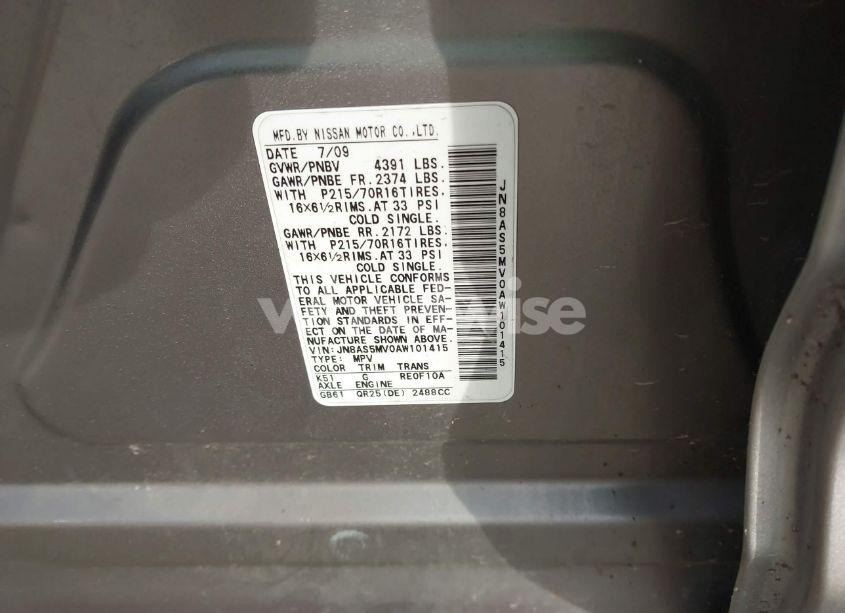 MFD.BY NISSAN MOTOR CO.,LTD.
DATE 7/09
GVWR/PNBV 4391 LBS.
GAWR/PNBE FR.2374 LBS.
WITH P215/70R16TIRES.
16X6½RIMS.AT 33 PSI
COLD SINGLE.
GAWR/PNBE RR.2172 LBS.
WITH P215/70R16TIRES.
16X6½RIMS.AT 33 PSI
COLD SINGLE.
THIS VEHICLE CONFORMS
TO ALL APPLICABLE FED-
ERAL MOTOR VEHICLE SA-
FETY AND THEFT PREVEN-
TION STANDARDS IN EFF-
ECT ON THE DATE OF MA-
NUFACTURE SHOWN ABOVE.
VIN:JN8AS5MV0AW101415
TYPE: MPV
COLOR TRIM TRANS
K51 G RE0F10A
AXLE ENGINE
GB61 QR25(DE) 2488CC
JN8AS5MV0AW101415